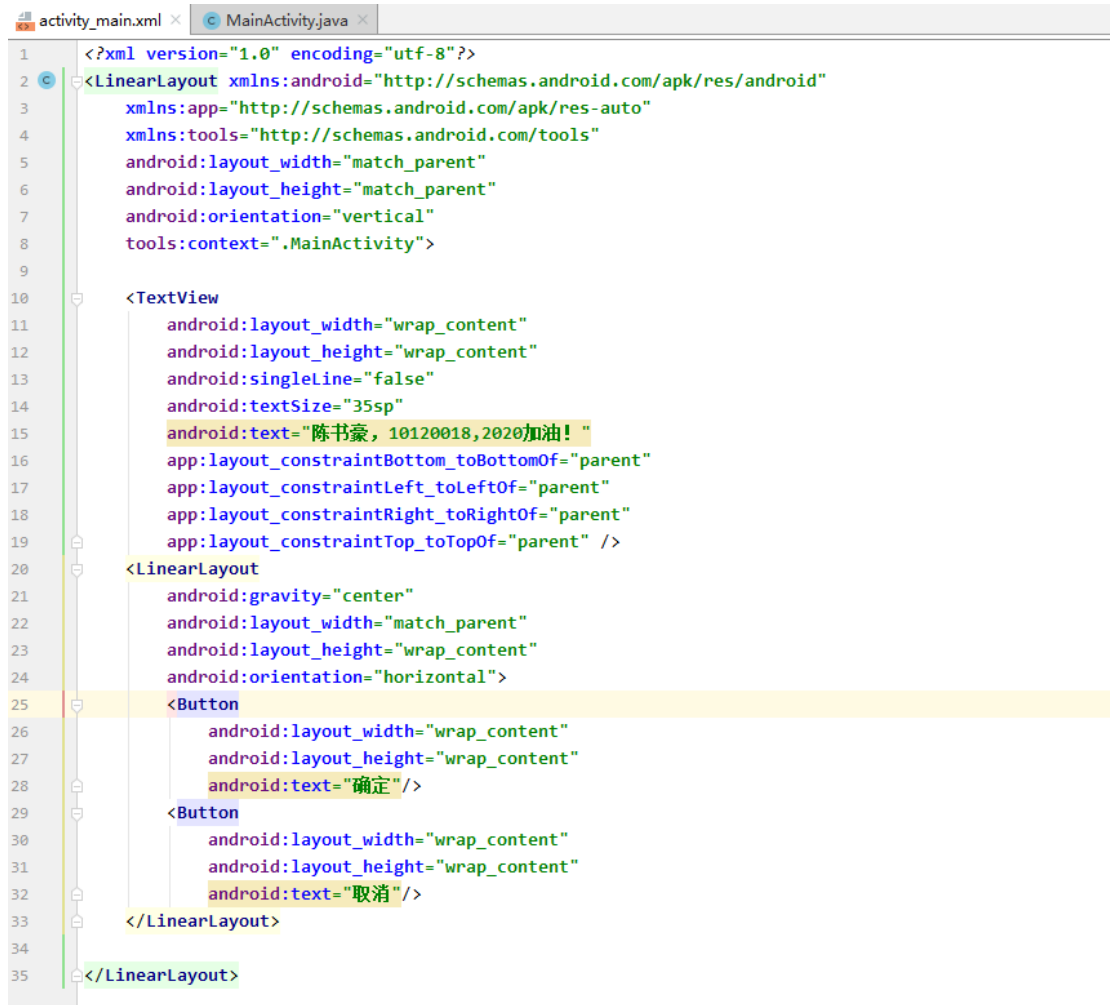 activity_main.xml × MainActivity.java ×
1 <?xml version="1.0" encoding="utf-8"?>
2 <LinearLayout xmlns:android="http://schemas.android.com/apk/res/android"
3 xmlns:app="http://schemas.android.com/apk/res-auto"
4 xmlns:tools="http://schemas.android.com/tools"
5 android:layout_width="match_parent"
6 android:layout_height="match_parent"
7 android:orientation="vertical"
8 tools:context=".MainActivity">
9
10 <TextView
11 android:layout_width="wrap_content"
12 android:layout_height="wrap_content"
13 android:singleLine="false"
14 android:textSize="35sp"
15 android:text="陈书豪，10120018,2020加油！"
16 app:layout_constraintBottom_toBottomOf="parent"
17 app:layout_constraintLeft_toLeftOf="parent"
18 app:layout_constraintRight_toRightOf="parent"
19 app:layout_constraintTop_toTopOf="parent" />
20 <LinearLayout
21 android:gravity="center"
22 android:layout_width="match_parent"
23 android:layout_height="wrap_content"
24 android:orientation="horizontal">
25 <Button
26 android:layout_width="wrap_content"
27 android:layout_height="wrap_content"
28 android:text="确定"/>
29 <Button
30 android:layout_width="wrap_content"
31 android:layout_height="wrap_content"
32 android:text="取消"/>
33 </LinearLayout>
34
35 </LinearLayout>